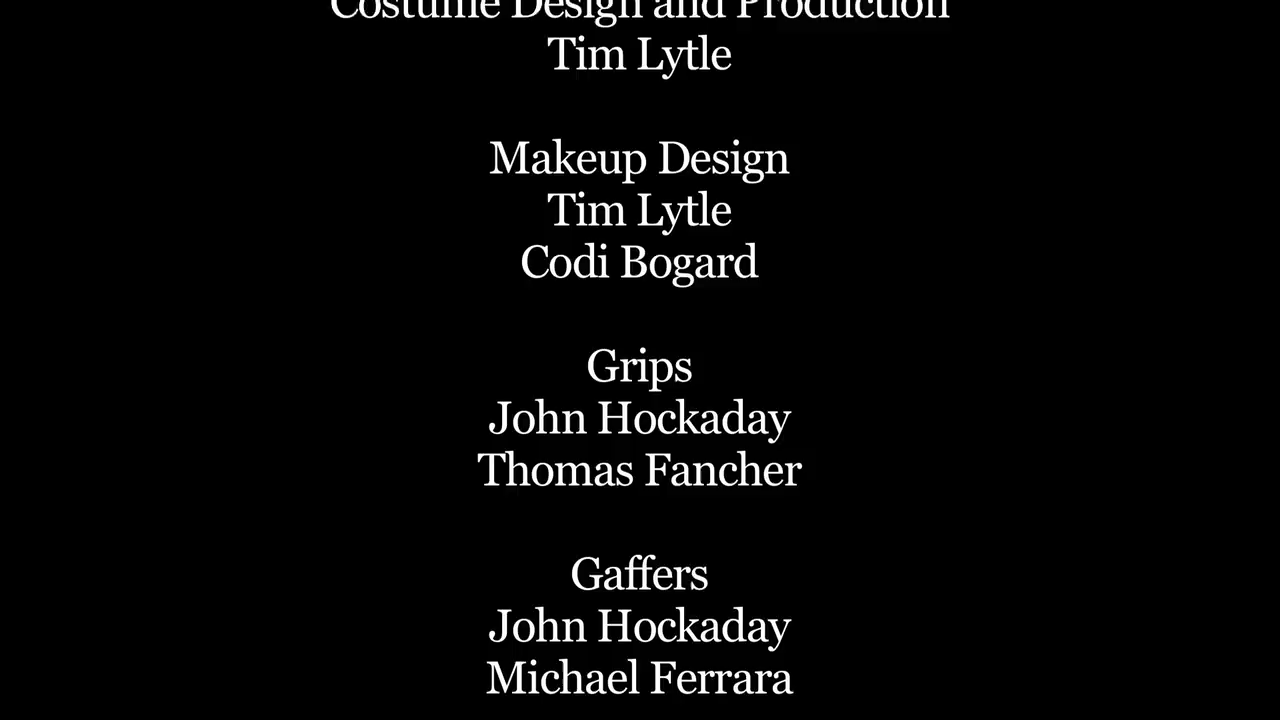 Costume Design and Production
Tim Lytle
Makeup Design
Tim Lytle
Codi Bogard
Grips
John Hockaday
Thomas Fancher
Gaffers
John Hockaday
Michael Ferrara